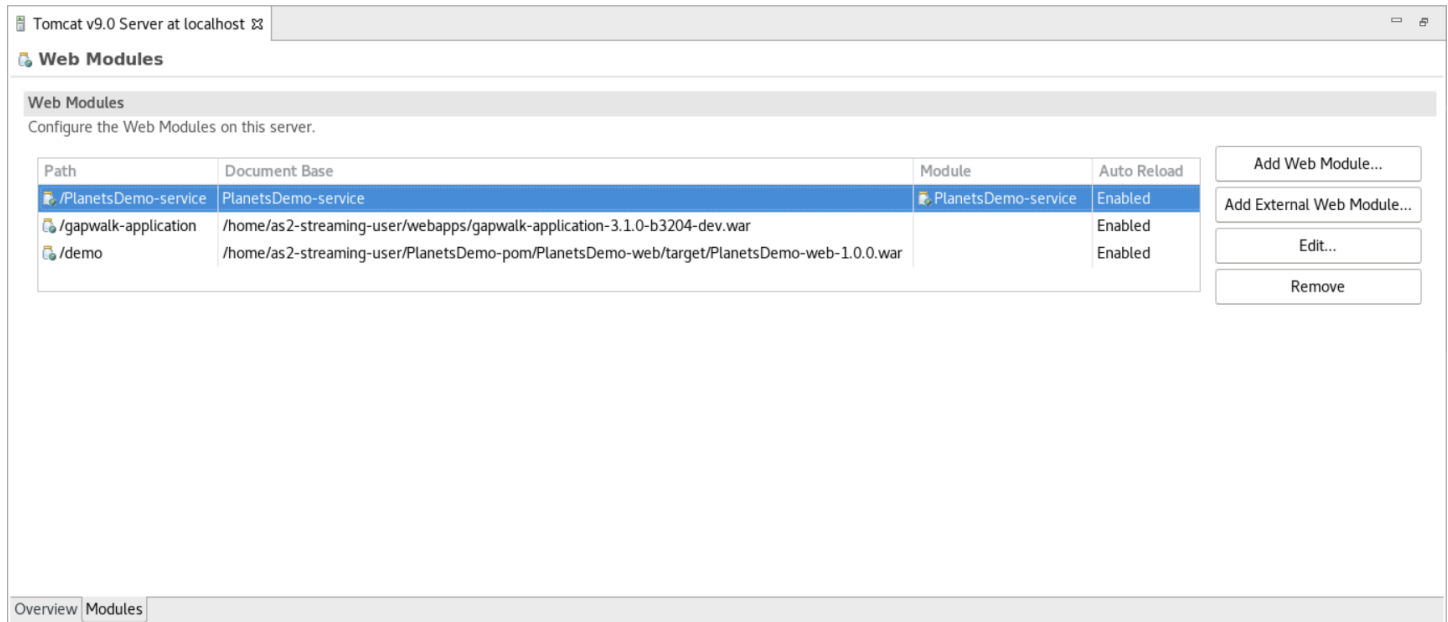 Tomcat v9.0 Server at localhost
Web Modules
Web Modules
Configure the Web Modules on this server.
Path Document Base Module Auto Reload
/PlanetsDemo-service PlanetsDemo-service PlanetsDemo-service Enabled
/gapwalk-application /home/as2-streaming-user/webapps/gapwalk-application-3.1.0-b3204-dev.war Enabled
/demo /home/as2-streaming-user/PlanetsDemo-pom/PlanetsDemo-web/target/PlanetsDemo-web-1.0.0.war Enabled
Add Web Module...
Add External Web Module...
Edit...
Remove
Overview Modules